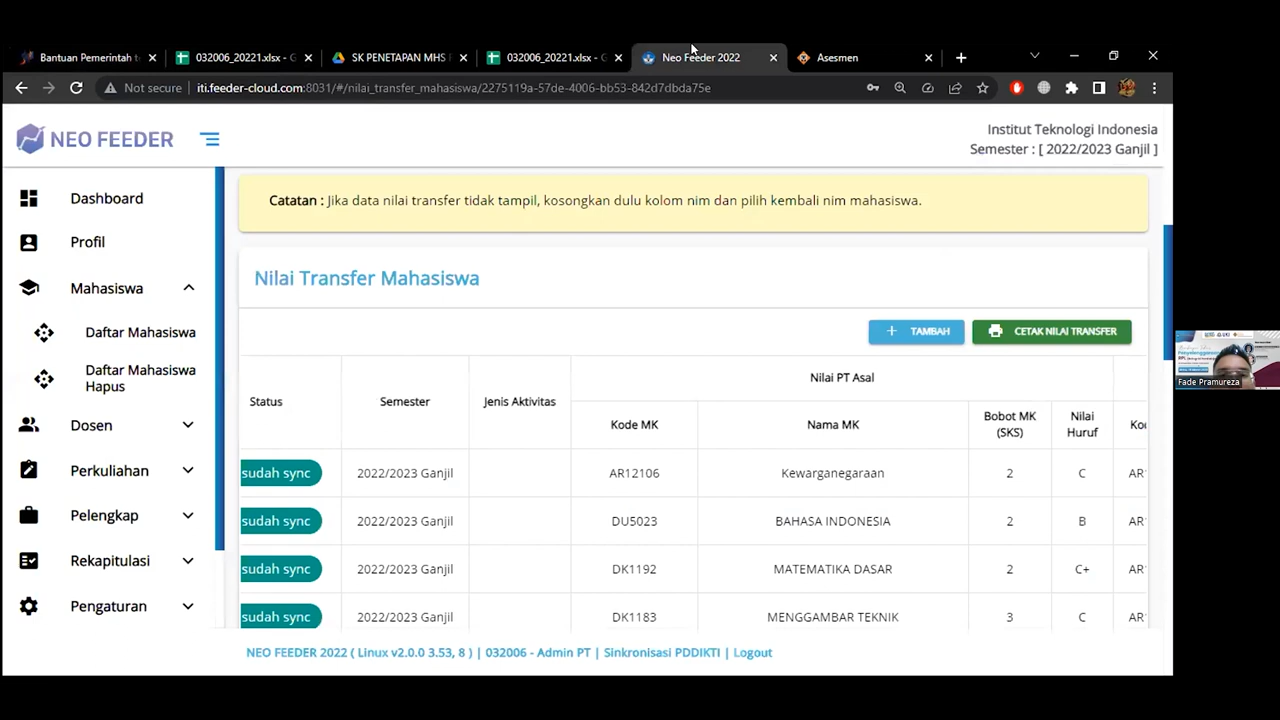 Bantuan Pemerintah t
032006_20221.xlsx - G
SK PENETAPAN MHS F
032006_20221.xlsx - G
Neo Feeder 2022
Asesmen
Not secure
iti.feeder-cloud.com:8031/#/nilai_transfer_mahasiswa/2275119a-57de-4006-bb53-842d7dbda75e
NEO FEEDER
Institut Teknologi Indonesia
Semester : [ 2022/2023 Ganjil ]
Dashboard
Profil
Mahasiswa
Daftar Mahasiswa
Daftar Mahasiswa
Hapus
Dosen
Perkuliahan
Pelengkap
Rekapitulasi
Pengaturan
Catatan : Jika data nilai transfer tidak tampil, kosongkan dulu kolom nim dan pilih kembali nim mahasiswa.
Nilai Transfer Mahasiswa
+ TAMBAH
CETAK NILAI TRANSFER
Status Semester Jenis Aktivitas Nilai PT Asal
Kode MK Nama MK Bobot MK (SKS) Nilai Huruf Ko
sudah sync 2022/2023 Ganjil AR12106 Kewarganegaraan 2 C AR
sudah sync 2022/2023 Ganjil DU5023 BAHASA INDONESIA 2 B AR
sudah sync 2022/2023 Ganjil DK1192 MATEMATIKA DASAR 2 C+ AR
sudah sync 2022/2023 Ganjil DK1183 MENGGAMBAR TEKNIK 3 C AR
NEO FEEDER 2022 ( Linux v2.0.0 3.53, 8 ) | 032006 - Admin PT | Sinkronisasi PDDIKTI | Logout
Fade Pramureza